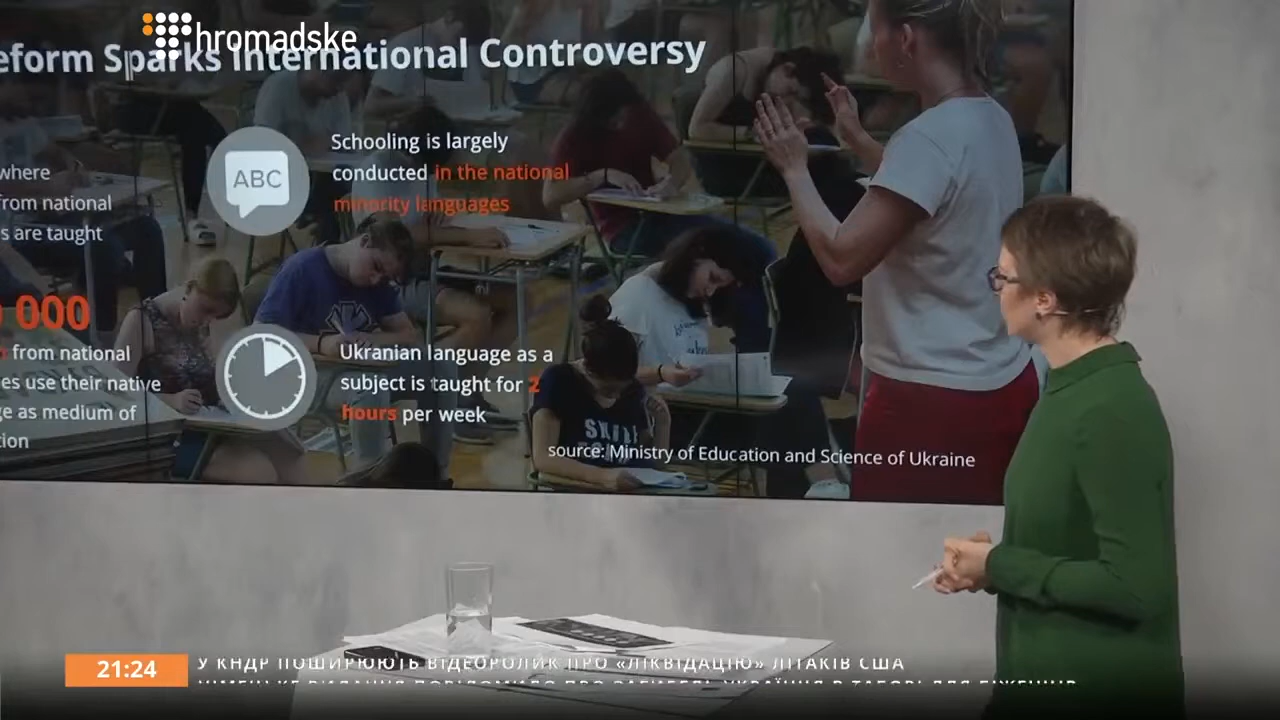 hromadske
eform Sparks International Controversy
Schooling is largely
conducted in the national
minority languages
where
from national
s are taught
ABC
000
from national
es use their native
ge as medium of
tion
Ukranian language as a
subject is taught for 2
hours per week
SKILL
source: Ministry of Education and Science of Ukraine
21:24
У КНДР ПОШИРЮЮТЬ ВІДЕОРОЛИК ПРО «ЛІКВІДАЦІЮ» ЛІТАКІВ США